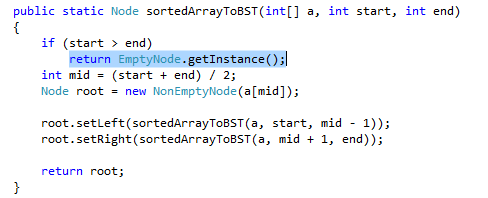 public static Node sortedArrayToBST(int[] a, int start, int end)
{
    if (start > end)
        return EmptyNode.getInstance();
    int mid = (start + end) / 2;
    Node root = new NonEmptyNode(a[mid]);

    root.setLeft(sortedArrayToBST(a, start, mid - 1));
    root.setRight(sortedArrayToBST(a, mid + 1, end));

    return root;
}